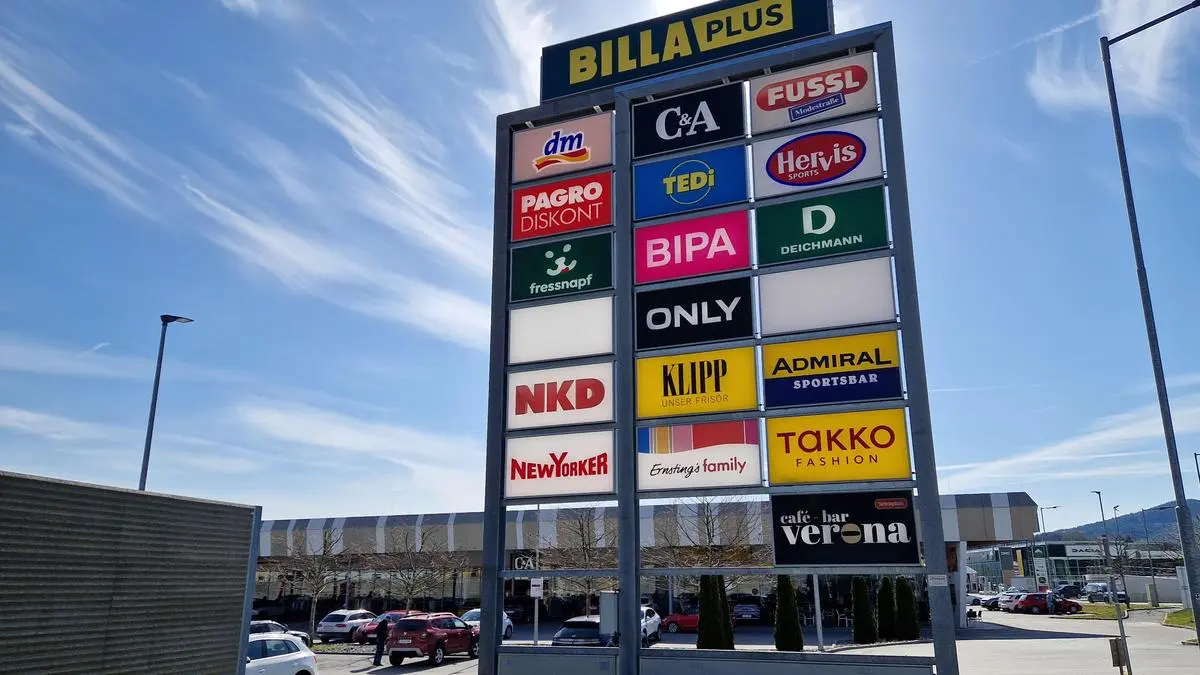 BILLA PLUS
dm
PAGRO
DISKONT
fressnapf
NKD
NEWYORKER
C&A
TEDi
BIPA
ONLY
KLIPP
UNSER FRISÖR
Ernsting's family
FUSSL
Modestraße
HERVIS
SPORTS
D
DEICHMANN
ADMIRAL
SPORTSBAR
TAKKO
FASHION
café-bar
verona
C&A
DACIA